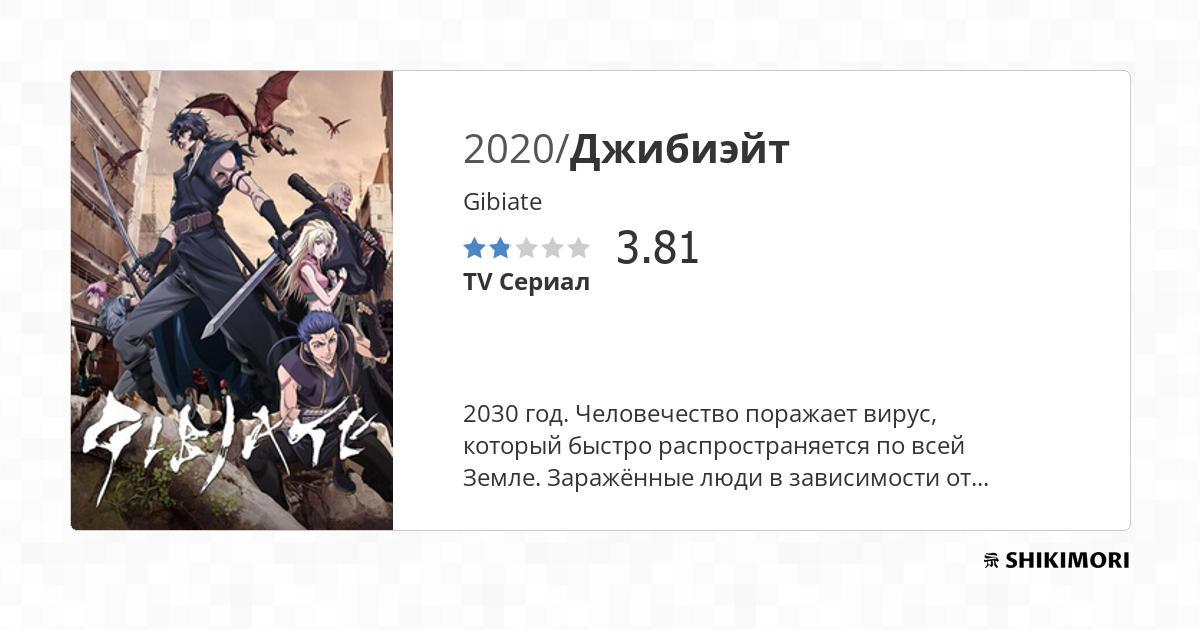 GIBIATE
2020/Джибиэйт
Gibiate
3.81
TV Сериал
2030 год. Человечество поражает вирус,
который быстро распространяется по всей
Земле. Заражённые люди в зависимости от...
SHIKIMORI